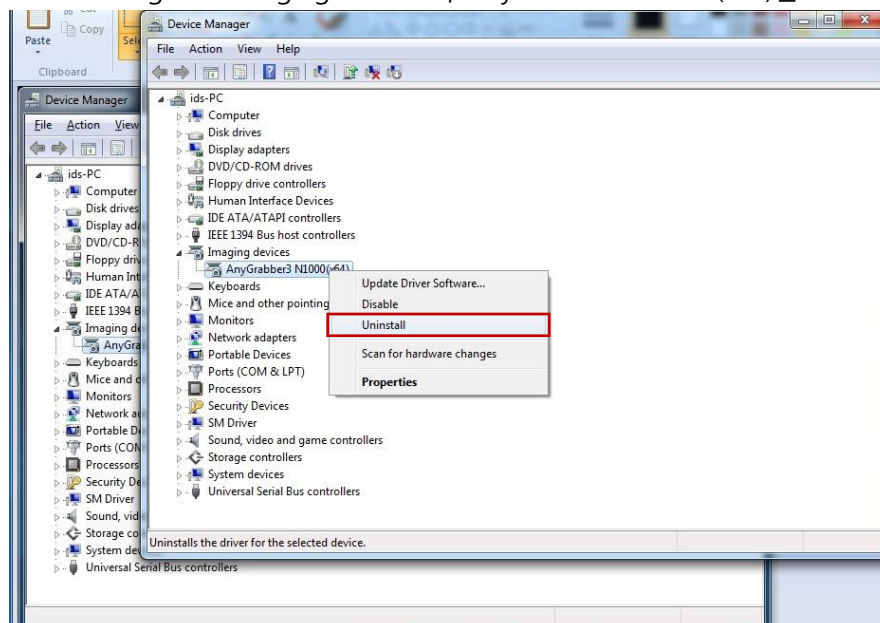 Copy
Paste
Clipboard
Device Manager
File Action View Help
ids-PC
Computer
Disk drives
Display adapters
DVD/CD-ROM drives
Floppy drive controllers
Human Interface Devices
IDE ATA/ATAPI controllers
IEEE 1394 Bus host controllers
Imaging devices
AnyGrabber3 N1000(x64)
Keyboards
Mice and other pointing
Monitors
Network adapters
Portable Devices
Ports (COM & LPT)
Processors
Security Devices
SM Driver
Sound, video and game controllers
Storage controllers
System devices
Universal Serial Bus controllers
Uninstalls the driver for the selected device.
Update Driver Software...
Disable
Uninstall
Scan for hardware changes
Properties
Device Manager
File Action View
ids-PC
Computer
Disk drives
Display ada
DVD/CD-R
Floppy driv
Human Int
IDE ATA/A
IEEE 1394 B
Imaging de
AnyGra
Keyboards
Mice and o
Monitors
Network ad
Portable D
Ports (CON
Processors
Security De
SM Driver
Sound, vid
Storage co
System dev
Universal Serial Bus controllers